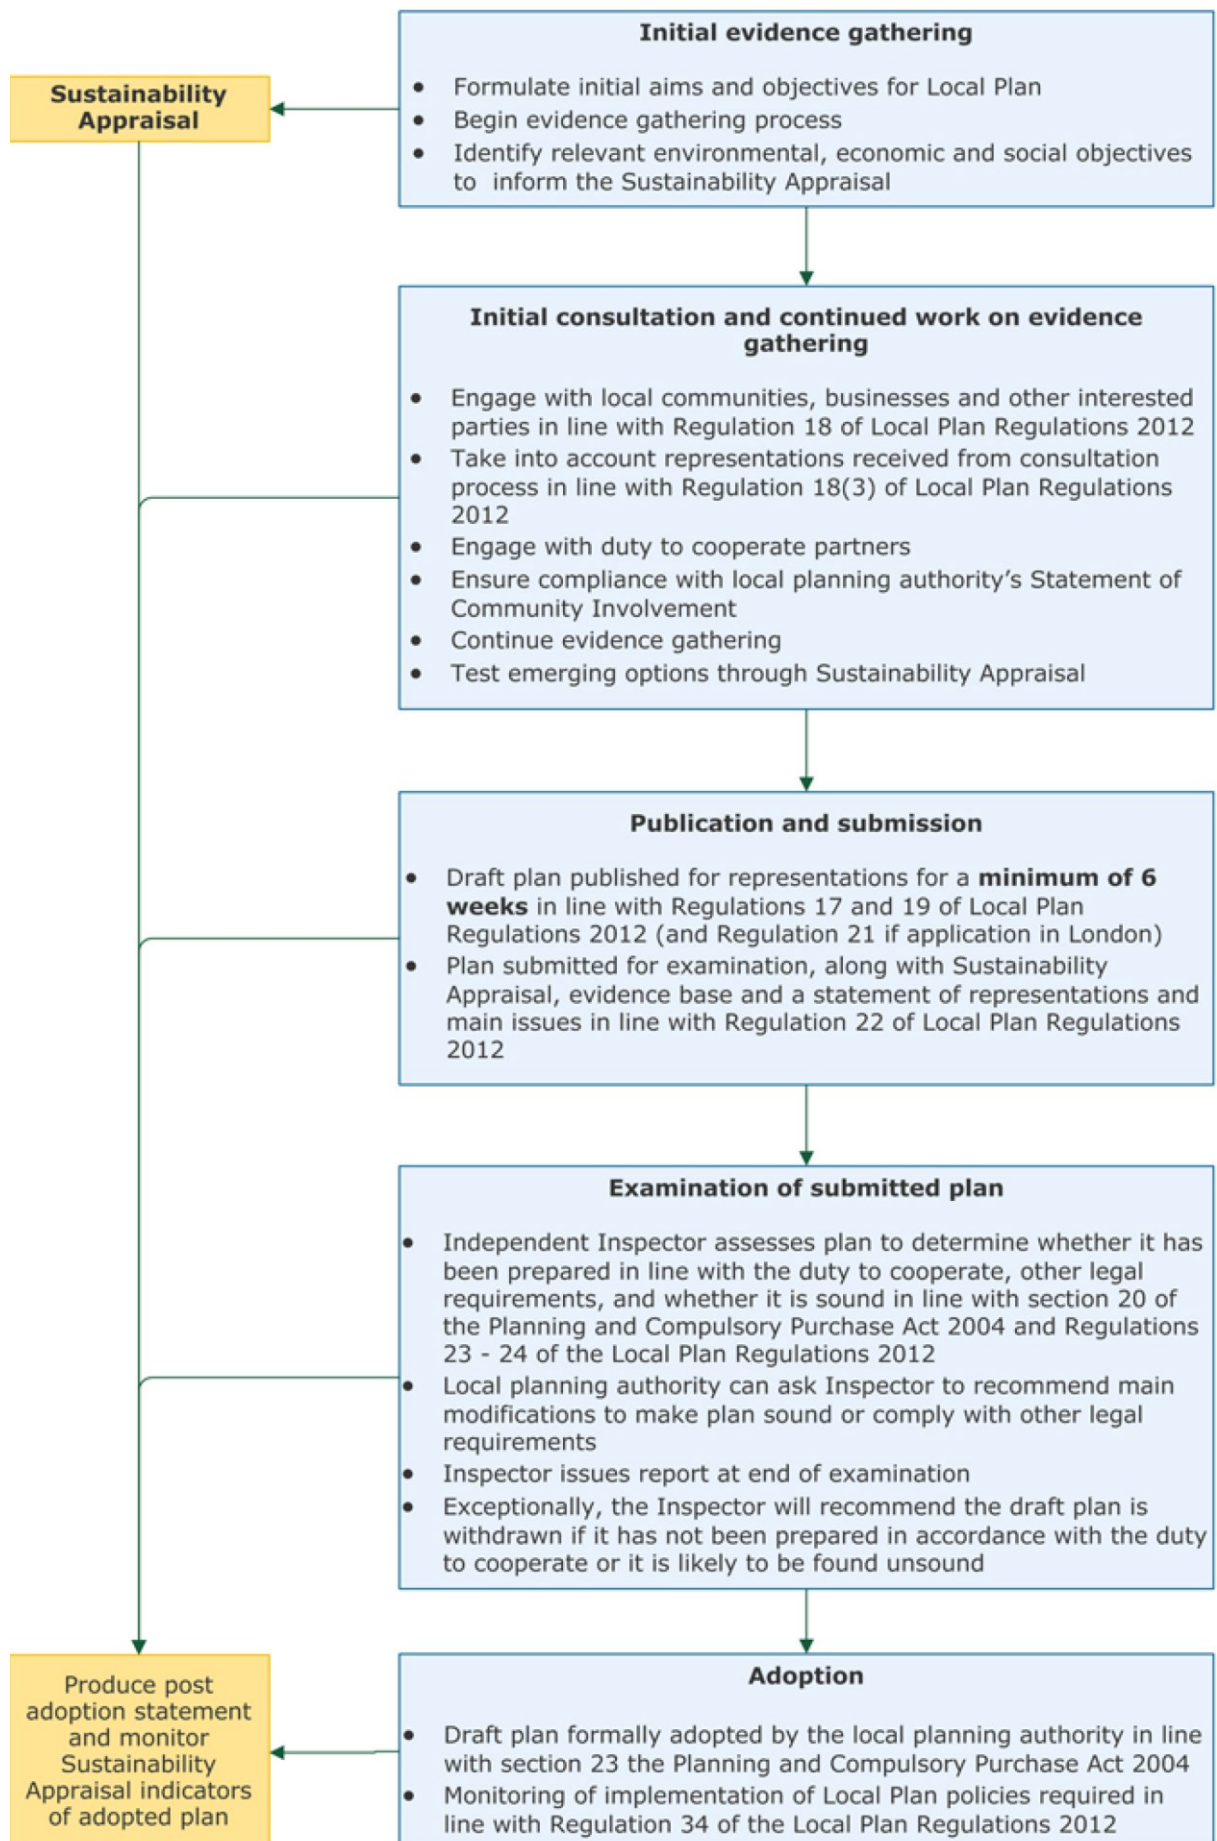 Initial evidence gathering
• Formulate initial aims and objectives for Local Plan
• Begin evidence gathering process
• Identify relevant environmental, economic and social objectives
to inform the Sustainability Appraisal
Sustainability
Appraisal
Initial consultation and continued work on evidence
gathering
• Engage with local communities, businesses and other interested
parties in line with Regulation 18 of Local Plan Regulations 2012
• Take into account representations received from consultation
process in line with Regulation 18(3) of Local Plan Regulations
2012
• Engage with duty to cooperate partners
• Ensure compliance with local planning authority’s Statement of
Community Involvement
• Continue evidence gathering
• Test emerging options through Sustainability Appraisal
Publication and submission
• Draft plan published for representations for a minimum of 6
weeks in line with Regulations 17 and 19 of Local Plan
Regulations 2012 (and Regulation 21 if application in London)
• Plan submitted for examination, along with Sustainability
Appraisal, evidence base and a statement of representations and
main issues in line with Regulation 22 of Local Plan Regulations
2012
Examination of submitted plan
• Independent Inspector assesses plan to determine whether it has
been prepared in line with the duty to cooperate, other legal
requirements, and whether it is sound in line with section 20 of
the Planning and Compulsory Purchase Act 2004 and Regulations
23 - 24 of the Local Plan Regulations 2012
• Local planning authority can ask Inspector to recommend main
modifications to make plan sound or comply with other legal
requirements
• Inspector issues report at end of examination
• Exceptionally, the Inspector will recommend the draft plan is
withdrawn if it has not been prepared in accordance with the duty
to cooperate or it is likely to be found unsound
Adoption
• Draft plan formally adopted by the local planning authority in line
with section 23 the Planning and Compulsory Purchase Act 2004
• Monitoring of implementation of Local Plan policies required in
line with Regulation 34 of the Local Plan Regulations 2012
Produce post
adoption statement
and monitor
Sustainability
Appraisal indicators
of adopted plan